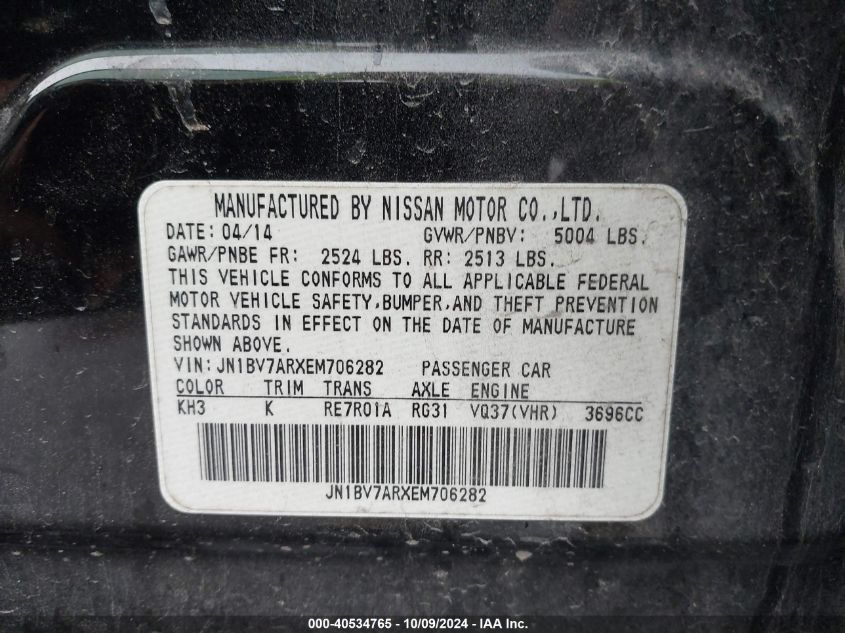 MANUFACTURED BY NISSAN MOTOR CO.,LTD.
DATE: 04/14 GVWR/PNBV: 5004 LBS.
GAWR/PNBE FR: 2524 LBS. RR: 2513 LBS.
THIS VEHICLE CONFORMS TO ALL APPLICABLE FEDERAL
MOTOR VEHICLE SAFETY,BUMPER,AND THEFT PREVENTION
STANDARDS IN EFFECT ON THE DATE OF MANUFACTURE
SHOWN ABOVE.
VIN:JN1BV7ARXEM706282 PASSENGER CAR
COLOR TRIM TRANS AXLE ENGINE
KH3 K RE7R01A RG31 VQ37(VHR) 3696CC
JN1BV7ARXEM706282
000-40534765 - 10/09/2024 - IAA Inc.